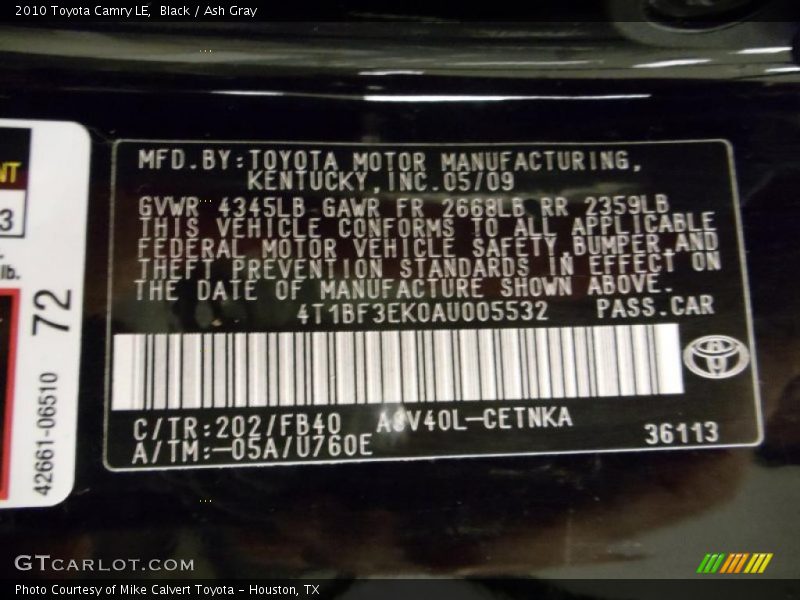 2010 Toyota Camry LE, Black / Ash Gray
MFD.BY:TOYOTA MOTOR MANUFACTURING,
KENTUCKY,INC.05/09
GVWR 4345LB GAWR FR 2668LB RR 2359LB
THIS VEHICLE CONFORMS TO ALL APPLICABLE
FEDERAL MOTOR VEHICLE SAFETY,BUMPER AND
THEFT PREVENTION STANDARDS IN EFFECT ON
THE DATE OF MANUFACTURE SHOWN ABOVE.
4T1BF3EK0AU005532 PASS.CAR
C/TR:202/FB40 ASV40L-CETNKA
A/TM:-05A/U760E
36113
NT
3
lb.
72
42661-06510
GTCARLOT.COM
Photo Courtesy of Mike Calvert Toyota - Houston, TX